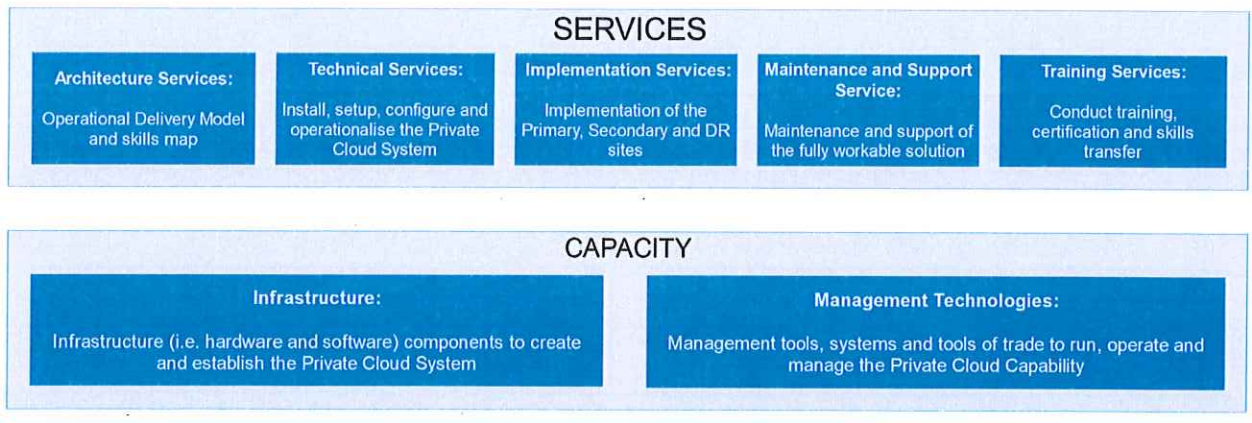 SERVICES
Architecture Services:
Operational Delivery Model
and skills map
Technical Services:
Install, setup, configure and
operationalise the Private
Cloud System
Implementation Services:
Implementation of the
Primary, Secondary and DR
sites
Maintenance and Support
Service:
Maintenance and support of
the fully workable solution
Training Services:
Conduct training,
certification and skills
transfer
CAPACITY
Infrastructure:
Infrastructure (i.e. hardware and software) components to create
and establish the Private Cloud System
Management Technologies:
Management tools, systems and tools of trade to run, operate and
manage the Private Cloud Capability